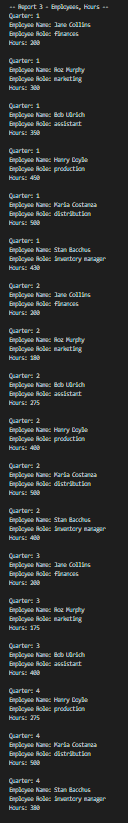 -- Report 3 - Employees, Hours --
Quarter: 1
Employee Name: Jane Collins
Employee Role: finances
Hours: 200
Quarter: 1
Employee Name: Roz Murphy
Employee Role: marketing
Hours: 300
Quarter: 1
Employee Name: Bob Ulrich
Employee Role: assistant
Hours: 350
Quarter: 1
Employee Name: Henry Doyle
Employee Role: production
Hours: 450
Quarter: 1
Employee Name: Maria Costanza
Employee Role: distribution
Hours: 500
Quarter: 1
Employee Name: Stan Bacchus
Employee Role: inventory manager
Hours: 430
Quarter: 2
Employee Name: Jane Collins
Employee Role: finances
Hours: 200
Quarter: 2
Employee Name: Roz Murphy
Employee Role: marketing
Hours: 180
Quarter: 2
Employee Name: Bob Ulrich
Employee Role: assistant
Hours: 275
Quarter: 2
Employee Name: Henry Doyle
Employee Role: production
Hours: 400
Quarter: 2
Employee Name: Maria Costanza
Employee Role: distribution
Hours: 500
Quarter: 2
Employee Name: Stan Bacchus
Employee Role: inventory manager
Hours: 400
Quarter: 3
Employee Name: Jane Collins
Employee Role: finances
Hours: 200
Quarter: 3
Employee Name: Roz Murphy
Employee Role: marketing
Hours: 175
Quarter: 3
Employee Name: Bob Ulrich
Employee Role: assistant
Hours: 400
Quarter: 4
Employee Name: Henry Doyle
Employee Role: production
Hours: 275
Quarter: 4
Employee Name: Maria Costanza
Employee Role: distribution
Hours: 500
Quarter: 4
Employee Name: Stan Bacchus
Employee Role: inventory manager
Hours: 380